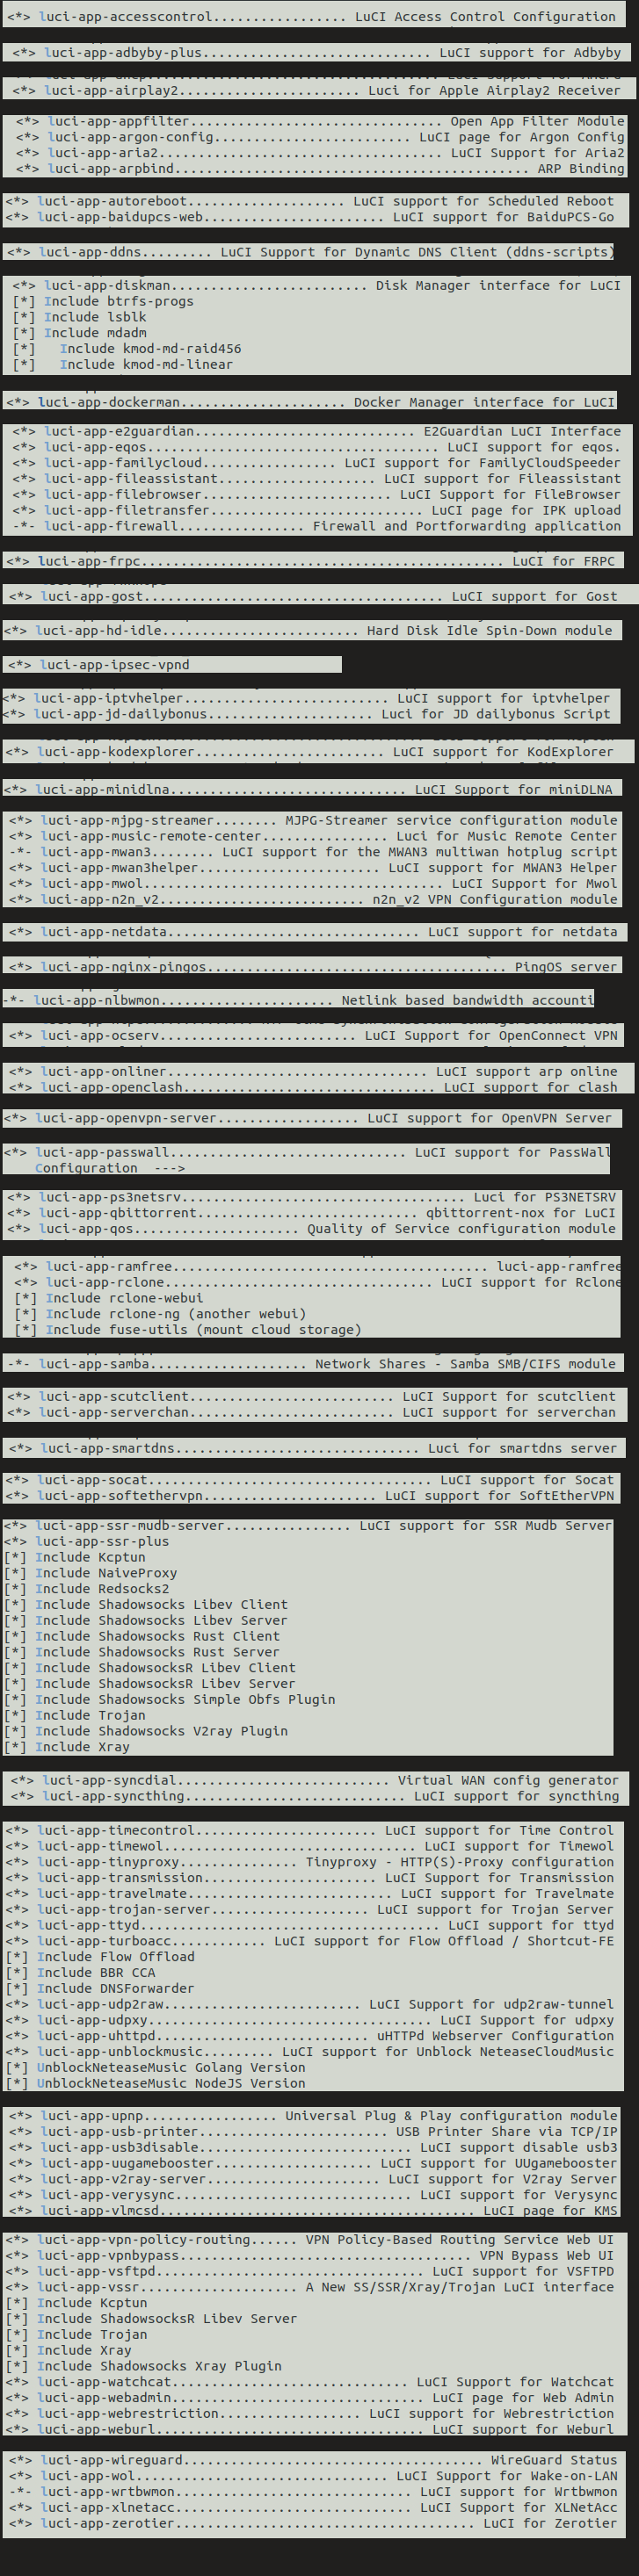 <*> luci-app-accesscontrol................. LuCI Access Control Configuration
<*> luci-app-adbyby-plus............................. LuCI support for Adbyby
<*> luci-app-airplay2....................... Luci for Apple Airplay2 Receiver
<*> luci-app-appfilter................................ Open App Filter Module
<*> luci-app-argon-config......................... LuCI page for Argon Config
<*> luci-app-aria2.................................... LuCI Support for Aria2
<*> luci-app-arpbind............................................. ARP Binding
<*> luci-app-autoreboot.................... LuCI support for Scheduled Reboot
<*> luci-app-baidupcs-web....................... LuCI support for BaiduPCS-Go
<*> luci-app-ddns......... LuCI Support for Dynamic DNS Client (ddns-scripts)
<*> luci-app-diskman......................... Disk Manager interface for LuCI
[*] Include btrfs-progs
[*] Include lsblk
[*] Include mdadm
[*]   Include kmod-md-raid456
[*]   Include kmod-md-linear
<*> luci-app-dockerman..................... Docker Manager interface for LuCI
<*> luci-app-e2guardian............................ E2Guardian LuCI Interface
<*> luci-app-eqos..................................... LuCI support for eqos.
<*> luci-app-familycloud.............. LuCI support for FamilyCloudSpeeder
<*> luci-app-fileassistant.................... LuCI support for Fileassistant
<*> luci-app-filebrowser........................ LuCI Support for FileBrowser
<*> luci-app-filetransfer........................... LuCI page for IPK upload
-*- luci-app-firewall................ Firewall and Portforwarding application
<*> luci-app-frpc.............................................. LuCI for FRPC
<*> luci-app-gost...................................... LuCI support for Gost
<*> luci-app-hd-idle......................... Hard Disk Idle Spin-Down module
<*> luci-app-ipsec-vpnd
<*> luci-app-iptvhelper.......................... LuCI support for iptvhelper
<*> luci-app-jd-dailybonus..................... Luci for JD dailybonus Script
<*> luci-app-kodexplorer........................ LuCI support for KodExplorer
<*> luci-app-minidlna.............................. LuCI Support for miniDLNA
<*> luci-app-mjpg-streamer........ MJPG-Streamer service configuration module
<*> luci-app-music-remote-center................ Luci for Music Remote Center
-*- luci-app-mwan3........ LuCI support for the MWAN3 multiwan hotplug script
<*> luci-app-mwan3helper....................... LuCI support for MWAN3 Helper
<*> luci-app-mwol...................................... LuCI Support for Mwol
<*> luci-app-n2n_v2.......................... n2n_v2 VPN Configuration module
<*> luci-app-netdata................................ LuCI support for netdata
<*> luci-app-nginx-pingos...................................... PingOS server
-*- luci-app-nlbwmon...................... Netlink based bandwidth accounti
<*> luci-app-ocserv......................... LuCI Support for OpenConnect VPN
<*> luci-app-onliner................................. LuCI support arp online
<*> luci-app-openclash................................ LuCI support for clash
<*> luci-app-openvpn-server.................. LuCI support for OpenVPN Server
<*> luci-app-passwall.............................. LuCI support for PassWall
Configuration  --->
<*> luci-app-ps3netsrv.................................... Luci for PS3NETSRV
<*> luci-app-qbittorrent............................ qbittorrent-nox for LuCI
<*> luci-app-qos..................... Quality of Service configuration module
<*> luci-app-ramfree........................................ luci-app-ramfree
<*> luci-app-rclone.................................. LuCI support for Rclone
[*] Include rclone-webui
[*] Include rclone-ng (another webui)
[*] Include fuse-utils (mount cloud storage)
-*- luci-app-samba.................... Network Shares - Samba SMB/CIFS module
<*> luci-app-scutclient.......................... LuCI Support for scutclient
<*> luci-app-serverchan.......................... LuCI support for serverchan
<*> luci-app-smartdns............................... Luci for smartdns server
<*> luci-app-socat.................................... LuCI support for Socat
<*> luci-app-softethervpn...................... LuCI support for SoftEtherVPN
<*> luci-app-ssr-mudb-server................ LuCI support for SSR Mudb Server
<*> luci-app-ssr-plus
[*] Include Kcptun
[*] Include NaiveProxy
[*] Include Redsocks2
[*] Include Shadowsocks Libev Client
[*] Include Shadowsocks Libev Server
[*] Include Shadowsocks Rust Client
[*] Include Shadowsocks Rust Server
[*] Include ShadowsocksR Libev Client
[*] Include ShadowsocksR Libev Server
[*] Include Shadowsocks Simple Obfs Plugin
[*] Include Trojan
[*] Include Shadowsocks V2ray Plugin
[*] Include Xray
<*> luci-app-syncdial........................... Virtual WAN config generator
<*> luci-app-syncthing............................ LuCI support for syncthing
<*> luci-app-timecontrol....................... LuCI support for Time Control
<*> luci-app-timewol................................ LuCI support for Timewol
<*> luci-app-tinyproxy............... Tinyproxy - HTTP(S)-Proxy configuration
<*> luci-app-transmission...................... LuCI Support for Transmission
<*> luci-app-travelmate.......................... LuCI support for Travelmate
<*> luci-app-trojan-server.................... LuCI support for Trojan Server
<*> luci-app-ttyd...................................... LuCI support for ttyd
<*> luci-app-turboacc............ LuCI support for Flow Offload / Shortcut-FE
[*] Include Flow Offload
[*] Include BBR CCA
[*] Include DNSForwarder
<*> luci-app-udp2raw......................... LuCI Support for udp2raw-tunnel
<*> luci-app-udpxy.................................... LuCI Support for udpxy
<*> luci-app-uhttpd........................... uHTTPd Webserver Configuration
<*> luci-app-unblockmusic......... LuCI support for Unblock NeteaseCloudMusic
[*] UnblockNeteaseMusic Golang Version
[*] UnblockNeteaseMusic NodeJS Version
<*> luci-app-upnp................. Universal Plug & Play configuration module
<*> luci-app-usb-printer........................ USB Printer Share via TCP/IP
<*> luci-app-usb3disable........................... LuCI support disable usb3
<*> luci-app-uugamebooster.................... LuCI support for UUgamebooster
<*> luci-app-v2ray-server...................... LuCI support for V2ray Server
<*> luci-app-verysync.............................. LuCI support for Verysync
<*> luci-app-vlmcsd........................................ LuCI page for KMS
<*> luci-app-vpn-policy-routing...... VPN Policy-Based Routing Service Web UI
<*> luci-app-vpnbypass..................................... VPN Bypass Web UI
<*> luci-app-vsftpd.................................. LuCI support for VSFTPD
<*> luci-app-vssr.................... A New SS/SSR/Xray/Trojan LuCI interface
[*] Include Kcptun
[*] Include ShadowsocksR Libev Server
[*] Include Trojan
[*] Include Xray
[*] Include Shadowsocks Xray Plugin
<*> luci-app-watchcat.............................. LuCI Support for Watchcat
<*> luci-app-webadmin................................ LuCI page for Web Admin
<*> luci-app-webrestriction.................. LuCI support for Webrestriction
<*> luci-app-weburl.................................. LuCI support for Weburl
<*> luci-app-wireguard...................................... WireGuard Status
<*> luci-app-wol................................ LuCI Support for Wake-on-LAN
-*- luci-app-wrtbwmon.............................. LuCI support for Wrtbwmon
<*> luci-app-xlnetacc.............................. LuCI Support for XLNetAcc
<*> luci-app-zerotier...................................... LuCI for Zerotier